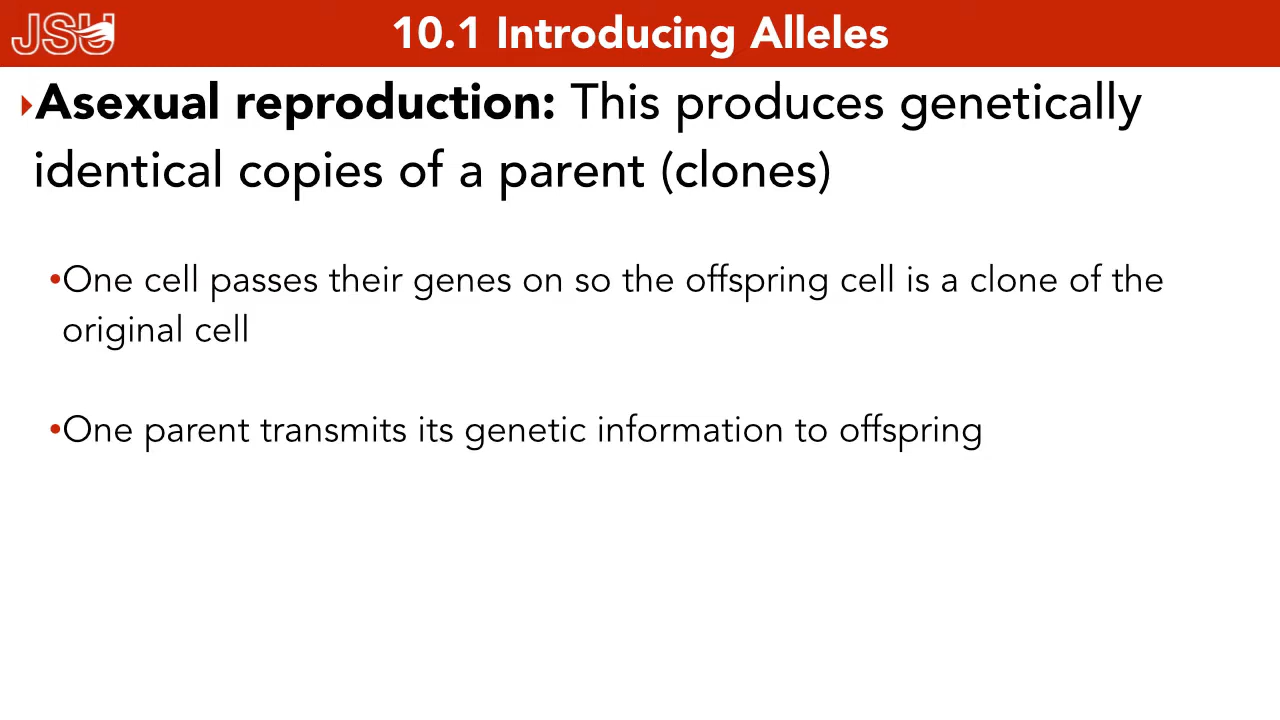 JSU
10.1 Introducing Alleles
Asexual reproduction: This produces genetically
identical copies of a parent (clones)
•One cell passes their genes on so the offspring cell is a clone of the
original cell
•One parent transmits its genetic information to offspring